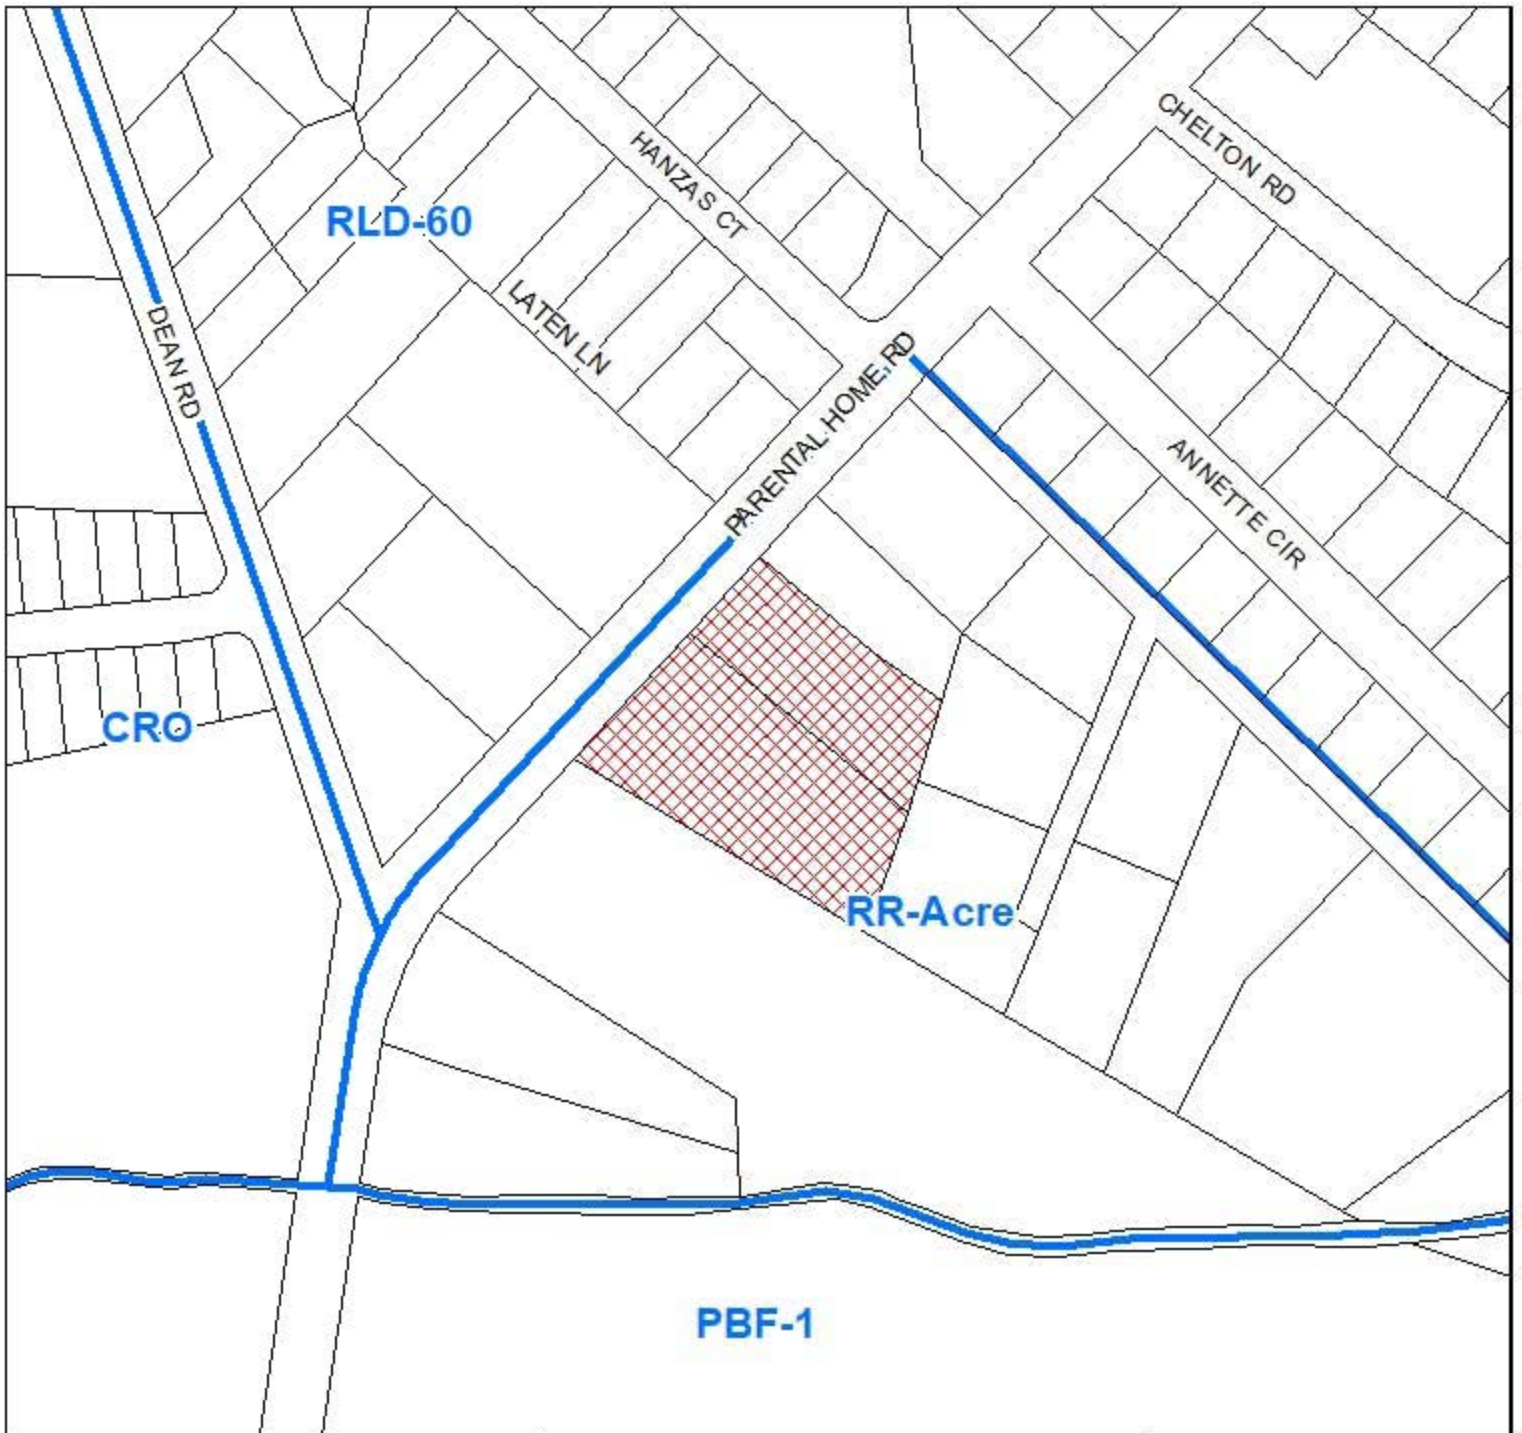 CHELTON RD
HANZAS CT
RLD-60
LATEN LN
DEAN RD
PARENTAL HOME RD
ANNETTE CIR
CRO
RR-Acre
PBF-1